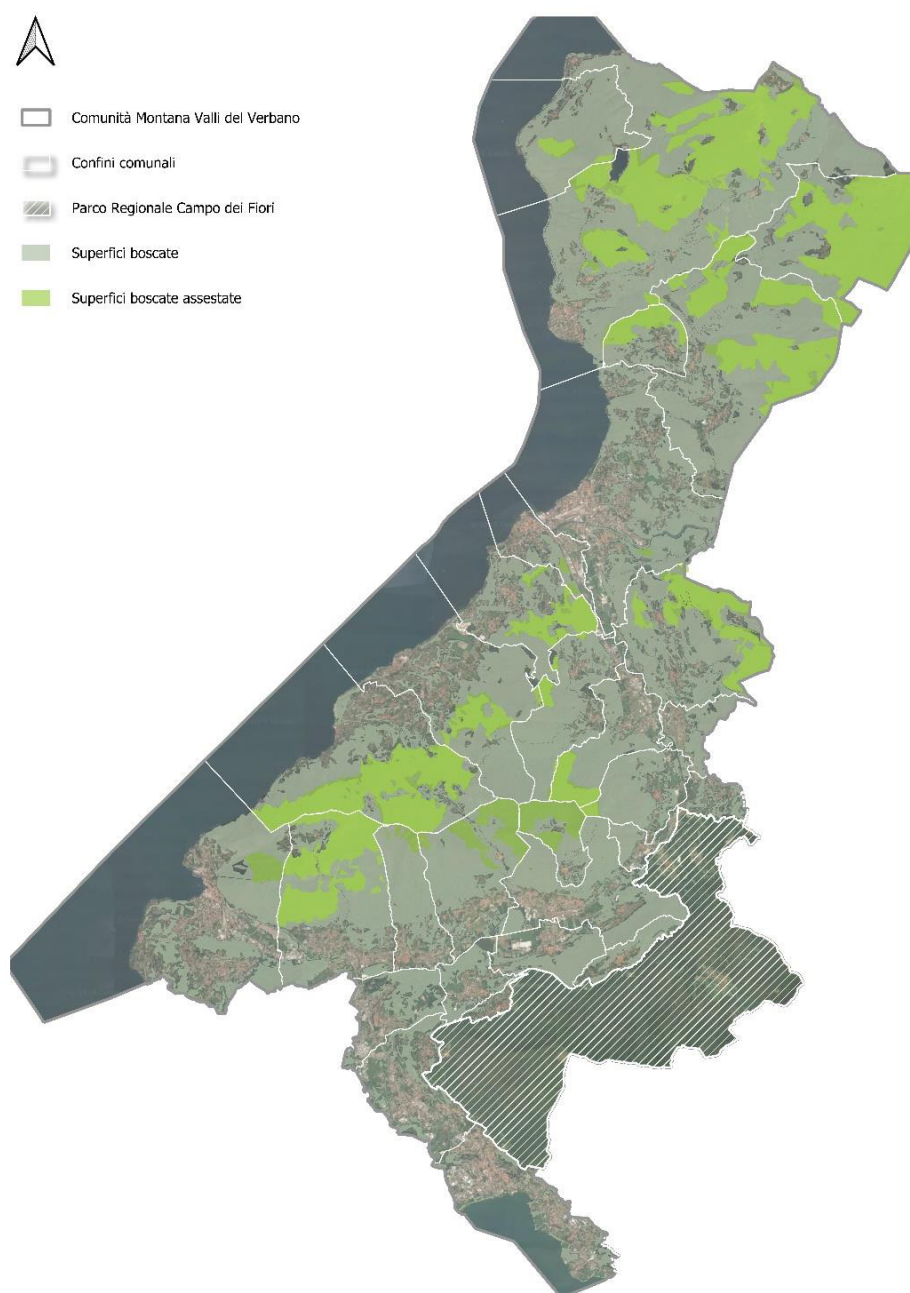 Comunità Montana Valli del Verbano
Confini comunali
Parco Regionale Campo dei Fiori
Superfici boscate
Superfici boscate assestate